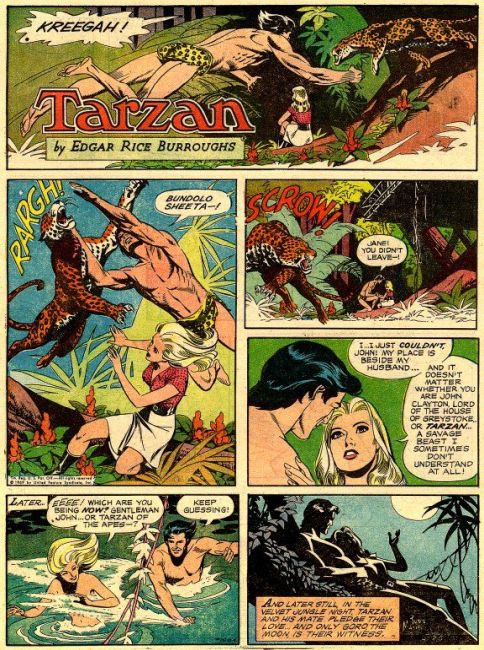 KREEGAH!
Tarzan
by EDGAR RICE BURROUGHS
RARGH!
BUNDOLO
SHEETA—!
SCROW!
JANE!
YOU DIDN'T
LEAVE—!
I...I JUST COULDN'T,
JOHN! MY PLACE IS
BESIDE MY
HUSBAND...
AND IT
DOESN'T
MATTER
WHETHER YOU
ARE JOHN
CLAYTON, LORD
OF THE HOUSE
OF GREYSTOKE,
OR TARZAN...
A SAVAGE
BEAST I
SOMETIMES
DON'T
UNDERSTAND
AT ALL!
LATER...
EEEEE! WHICH ARE YOU
BEING NOW? GENTLEMAN
JOHN... OR TARZAN OF
THE APES—?
KEEP
GUESSING!
AND LATER STILL, IN THE
VELVET JUNGLE NIGHT, TARZAN
AND HIS MATE PLEDGE THEIR
LOVE... AND ONLY GORO, THE
MOON, IS THEIR WITNESS.